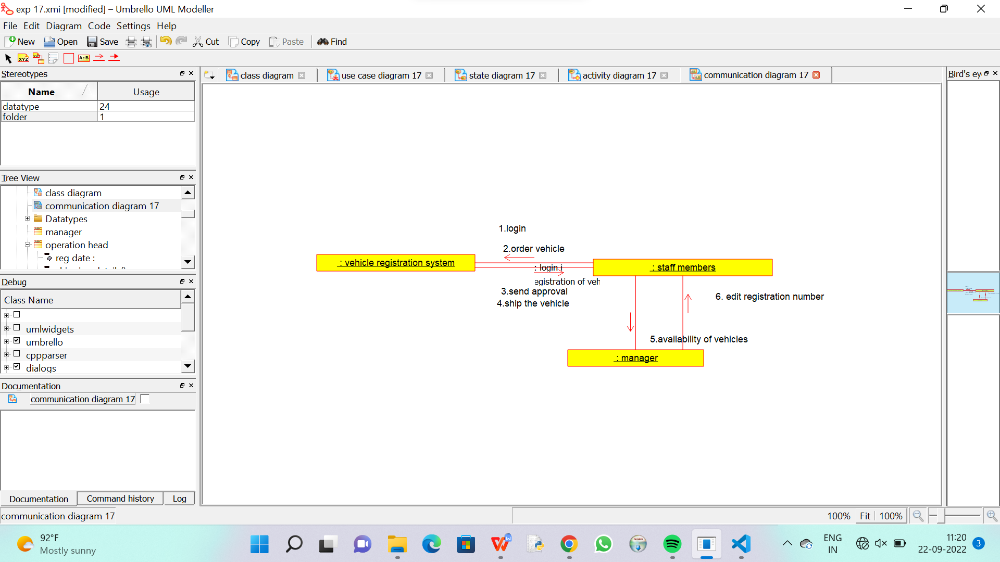 exp 17.xmi [modified] – Umbrello UML Modeller
File Edit Diagram Code Settings Help
New Open Save Cut Copy Paste Find
XYZ XYZ A:B
Stereotypes
Name Usage
datatype 24
folder 1
Tree View
class diagram
communication diagram 17
Datatypes
manager
operation head
reg date :
Debug
Class Name
umlwidgets
umbrello
cppparser
dialogs
Documentation
communication diagram 17
Documentation Command history Log
communication diagram 17
class diagram use case diagram 17 state diagram 17 activity diagram 17 communication diagram 17
Bird's ey
1.login
2.order vehicle
: vehicle registration system
: login i
: staff members
egistration of veh
3.send approval
4.ship the vehicle
6. edit registration number
5.availability of vehicles
: manager
100% Fit 100%
92°F
Mostly sunny
ENG
IN
11:20
22-09-2022
3